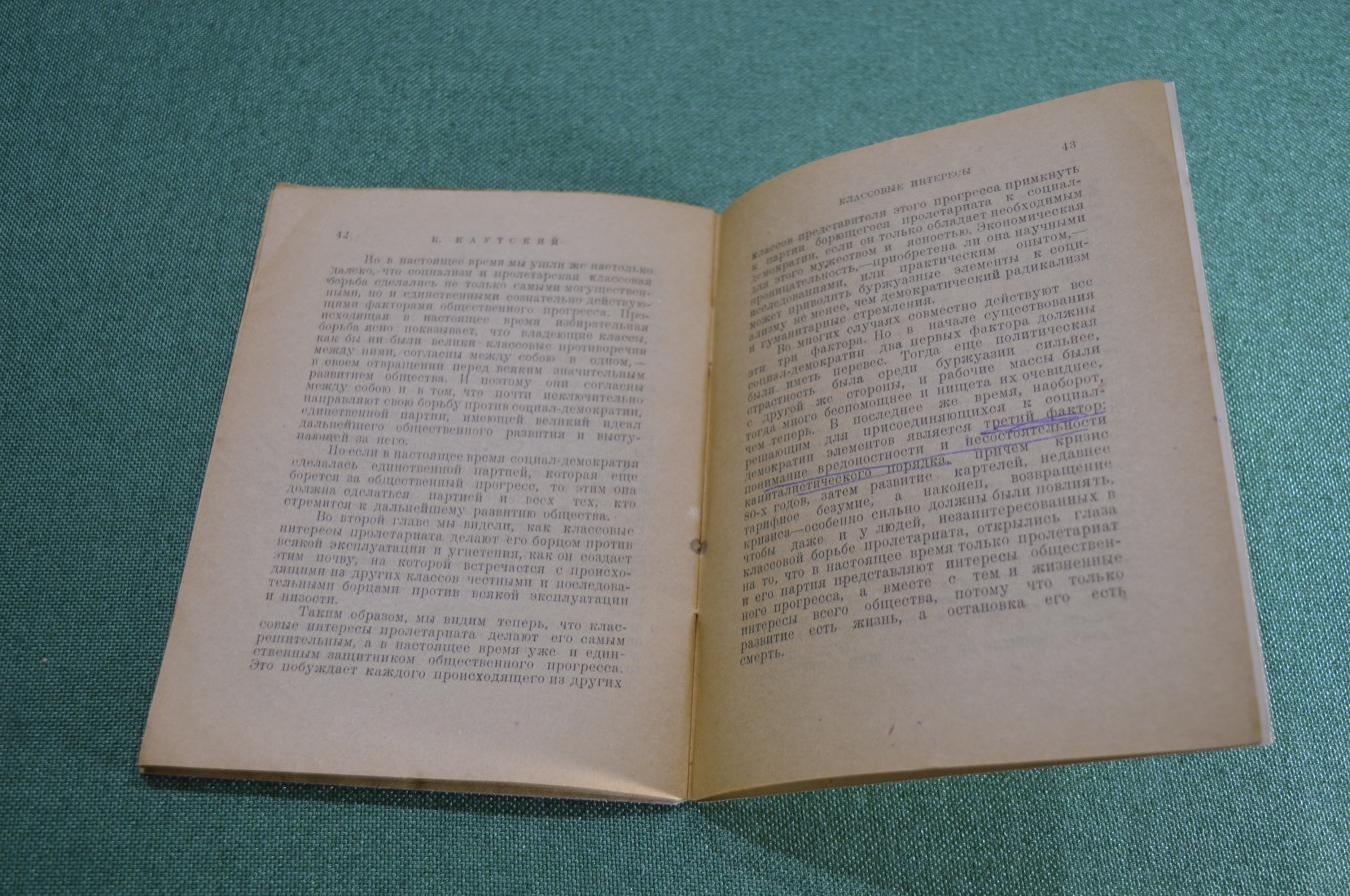 42
К. КАУТСКИЙ
Но в настоящее время мы ушли же настолько
далеко, что социализм и пролетарская классовая
борьба сделались не только самыми могуществен-
ными, но и единственными сознательно действую-
щими факторами общественного прогресса. Про-
исходящая в настоящее время избирательная
борьба ясно показывает, что владеющие классы,
как бы ни были велики классовые противоречия
между ними, согласны между собою в одном,—
в своем отвращении перед всяким значительным
развитием общества. И поэтому они согласны
между собою и в том, что почти исключительно
направляют свою борьбу против социал-демократии,
единственной партии, имеющей великий идеал
дальнейшего общественного развития и высту-
пающей за него.
Но если в настоящее время социал-демократия
сделалась единственной партией, которая еще
борется за общественный прогресс, то этим она
должна сделаться партией и всех тех, кто
стремится к дальнейшему развитию общества.
Во второй главе мы видели, как классовые
интересы пролетариата делают его борцом против
всякой эксплуатации и угнетения, как он создает
этим почву, на которой встречается с происхо-
дящими из других классов честными и последова-
тельными борцами против всякой эксплуатации
и низости.
Таким образом, мы видим теперь, что клас-
совые интересы пролетариата делают его самым
решительным, а в настоящее время уже и един-
ственным защитником общественного прогресса.
Это побуждает каждого происходящего из других
43
КЛАССОВЫЕ ИНТЕРЕСЫ
классов представителя этого прогресса примкнуть
к партии борющегося пролетариата к социал-
демократии, если он только обладает необходимым
для этого мужеством и ясностью. Экономическая
проницательность,—приобретена ли она научными
исследованиями, или практическим опытом,—
может приводить буржуазные элементы к соци-
ализму не менее, чем демократический радикализм
и гуманитарные стремления.
Во многих случаях совместно действуют все
эти три фактора. Но в начале существования
социал-демократии два первых фактора должны
были иметь перевес. Тогда еще политическая
страстность была среди буржуазии сильнее,
с другой же стороны, и рабочие массы были
тогда много беспомощнее и нищета их очевиднее,
чем теперь. В последнее же время, наоборот,
решающим для присоединяющихся к социал-
демократии элементов является третий фактор:
понимание вредоностности и несостоятельности
капиталистического порядка, причем кризис
80-х годов, затем развитие картелей, недавнее
тарифное безумие, а наконец, возвращение
кризиса—особенно сильно должны были повлиять,
чтобы даже и у людей, незаинтересованных в
классовой борьбе пролетариата, открылись глаза
на то, что в настоящее время только пролетариат
и его партия представляют интересы обществен-
ного прогресса, а вместе с тем и жизненные
интересы всего общества, потому что только
развитие есть жизнь, а остановка его есть
смерть.